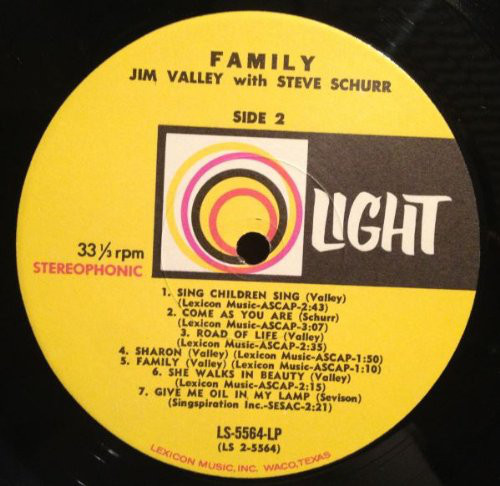 FAMILY
JIM VALLEY with STEVE SCHURR
SIDE 2
LIGHT
33 ⅓ rpm
STEREOPHONIC
1. SING CHILDREN SING (Valley)
(Lexicon Music-ASCAP-2:43)
2. COME AS YOU ARE (Schurr)
(Lexicon Music-ASCAP-3:07)
3. ROAD OF LIFE (Valley)
(Lexicon Music-ASCAP-2:35)
4. SHARON (Valley) (Lexicon Music-ASCAP-1:50)
5. FAMILY (Valley) (Lexicon Music-ASCAP-1:10)
6. SHE WALKS IN BEAUTY (Valley)
(Lexicon Music-ASCAP-2:15)
7. GIVE ME OIL IN MY LAMP (Sevison)
(Singspiration Inc.-SESAC-2:21)
LS-5564-LP
(LS 2-5564)
LEXICON MUSIC, INC. WACO, TEXAS